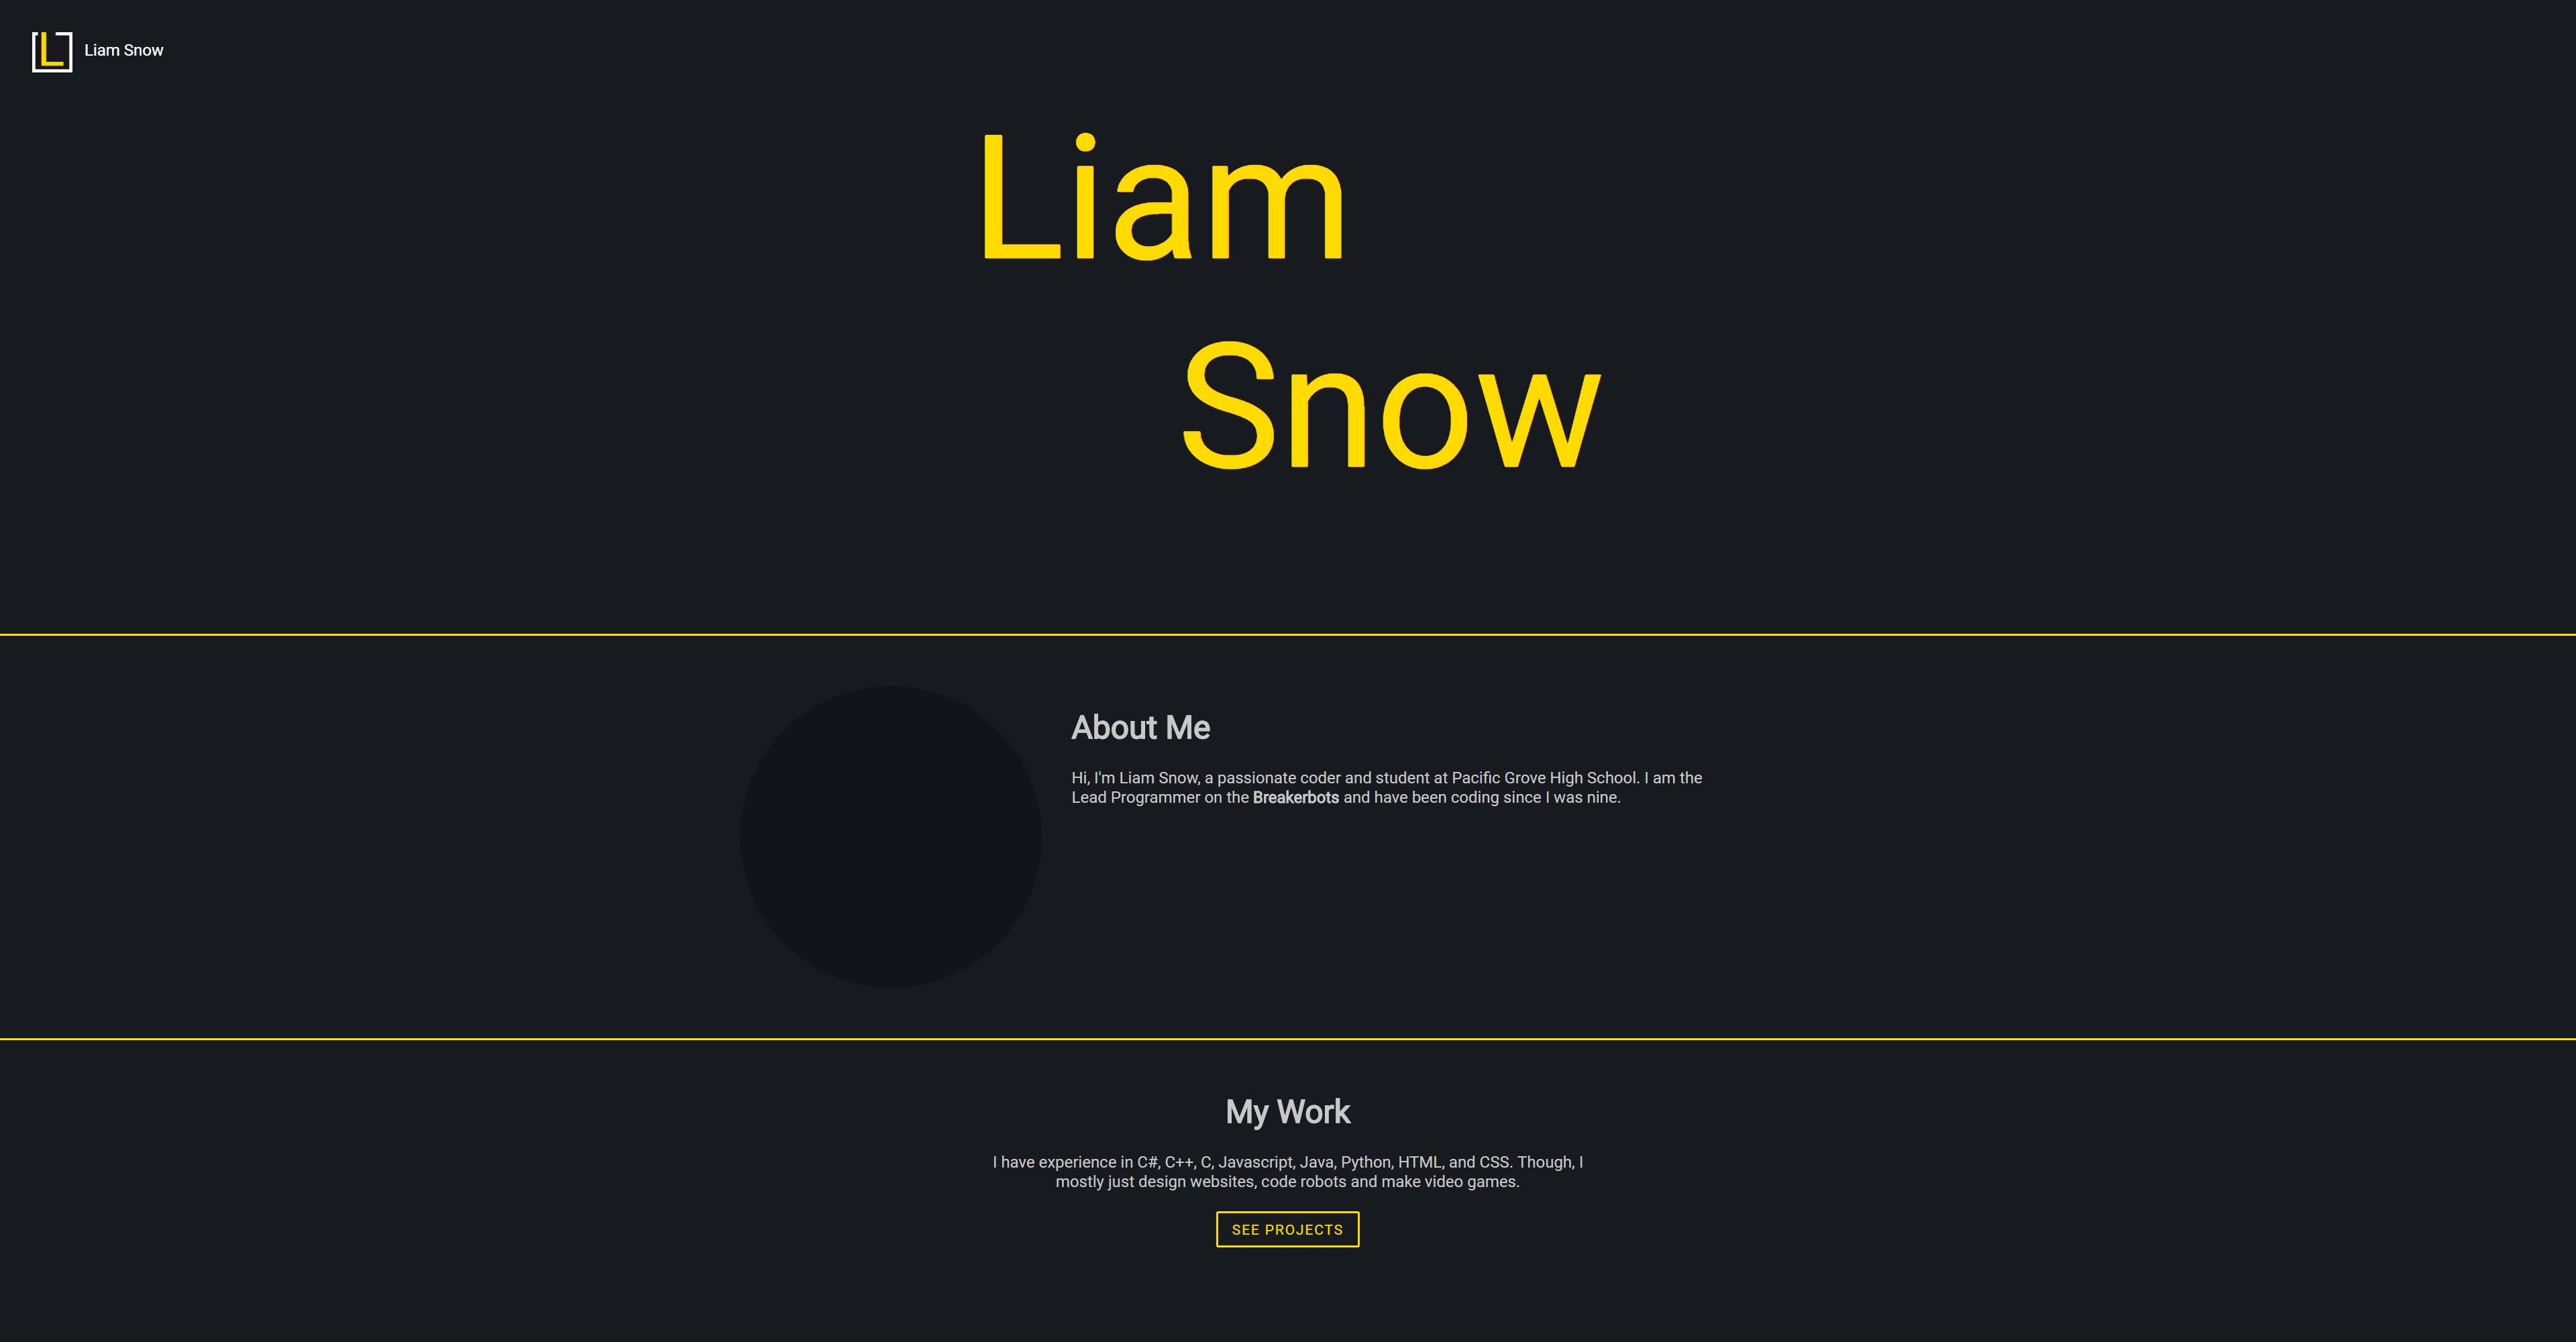 L
Liam Snow
Liam
Snow
About Me
Hi, I'm Liam Snow, a passionate coder and student at Pacific Grove High School. I am the
Lead Programmer on the Breakerbots and have been coding since I was nine.
My Work
I have experience in C#, C++, C, Javascript, Java, Python, HTML, and CSS. Though, I
mostly just design websites, code robots and make video games.
SEE PROJECTS